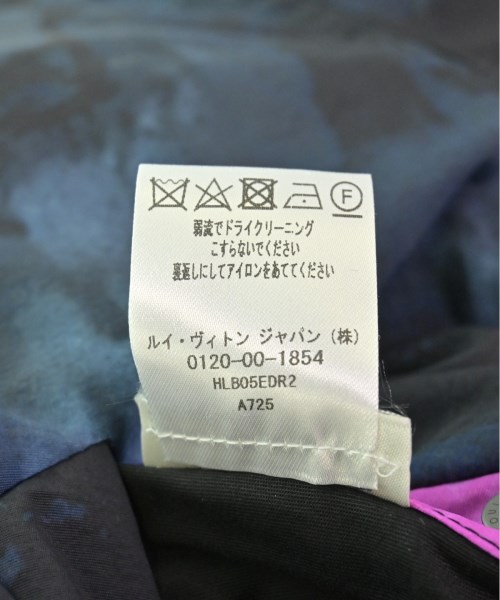 F
弱流でドライクリーニング
こすらないでください
裏返しにしてアイロンをあててください
ルイ・ヴィトン ジャパン (株)
0120-00-1854
HLB05EDR2
A725